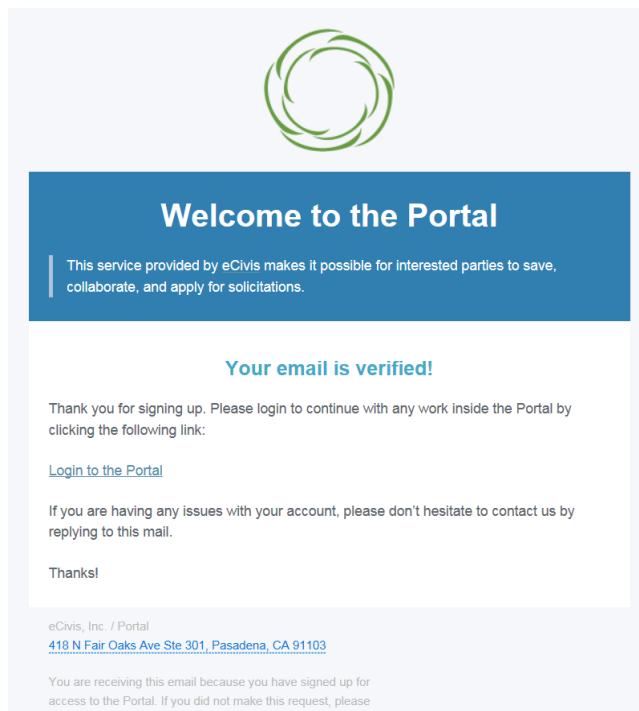 Welcome to the Portal
This service provided by eCivis makes it possible for interested parties to save,
collaborate, and apply for solicitations.
Your email is verified!
Thank you for signing up. Please login to continue with any work inside the Portal by
clicking the following link:
Login to the Portal
If you are having any issues with your account, please don't hesitate to contact us by
replying to this mail.
Thanks!
eCivis, Inc. / Portal
418 N Fair Oaks Ave Ste 301, Pasadena, CA 91103
You are receiving this email because you have signed up for
access to the Portal. If you did not make this request, please